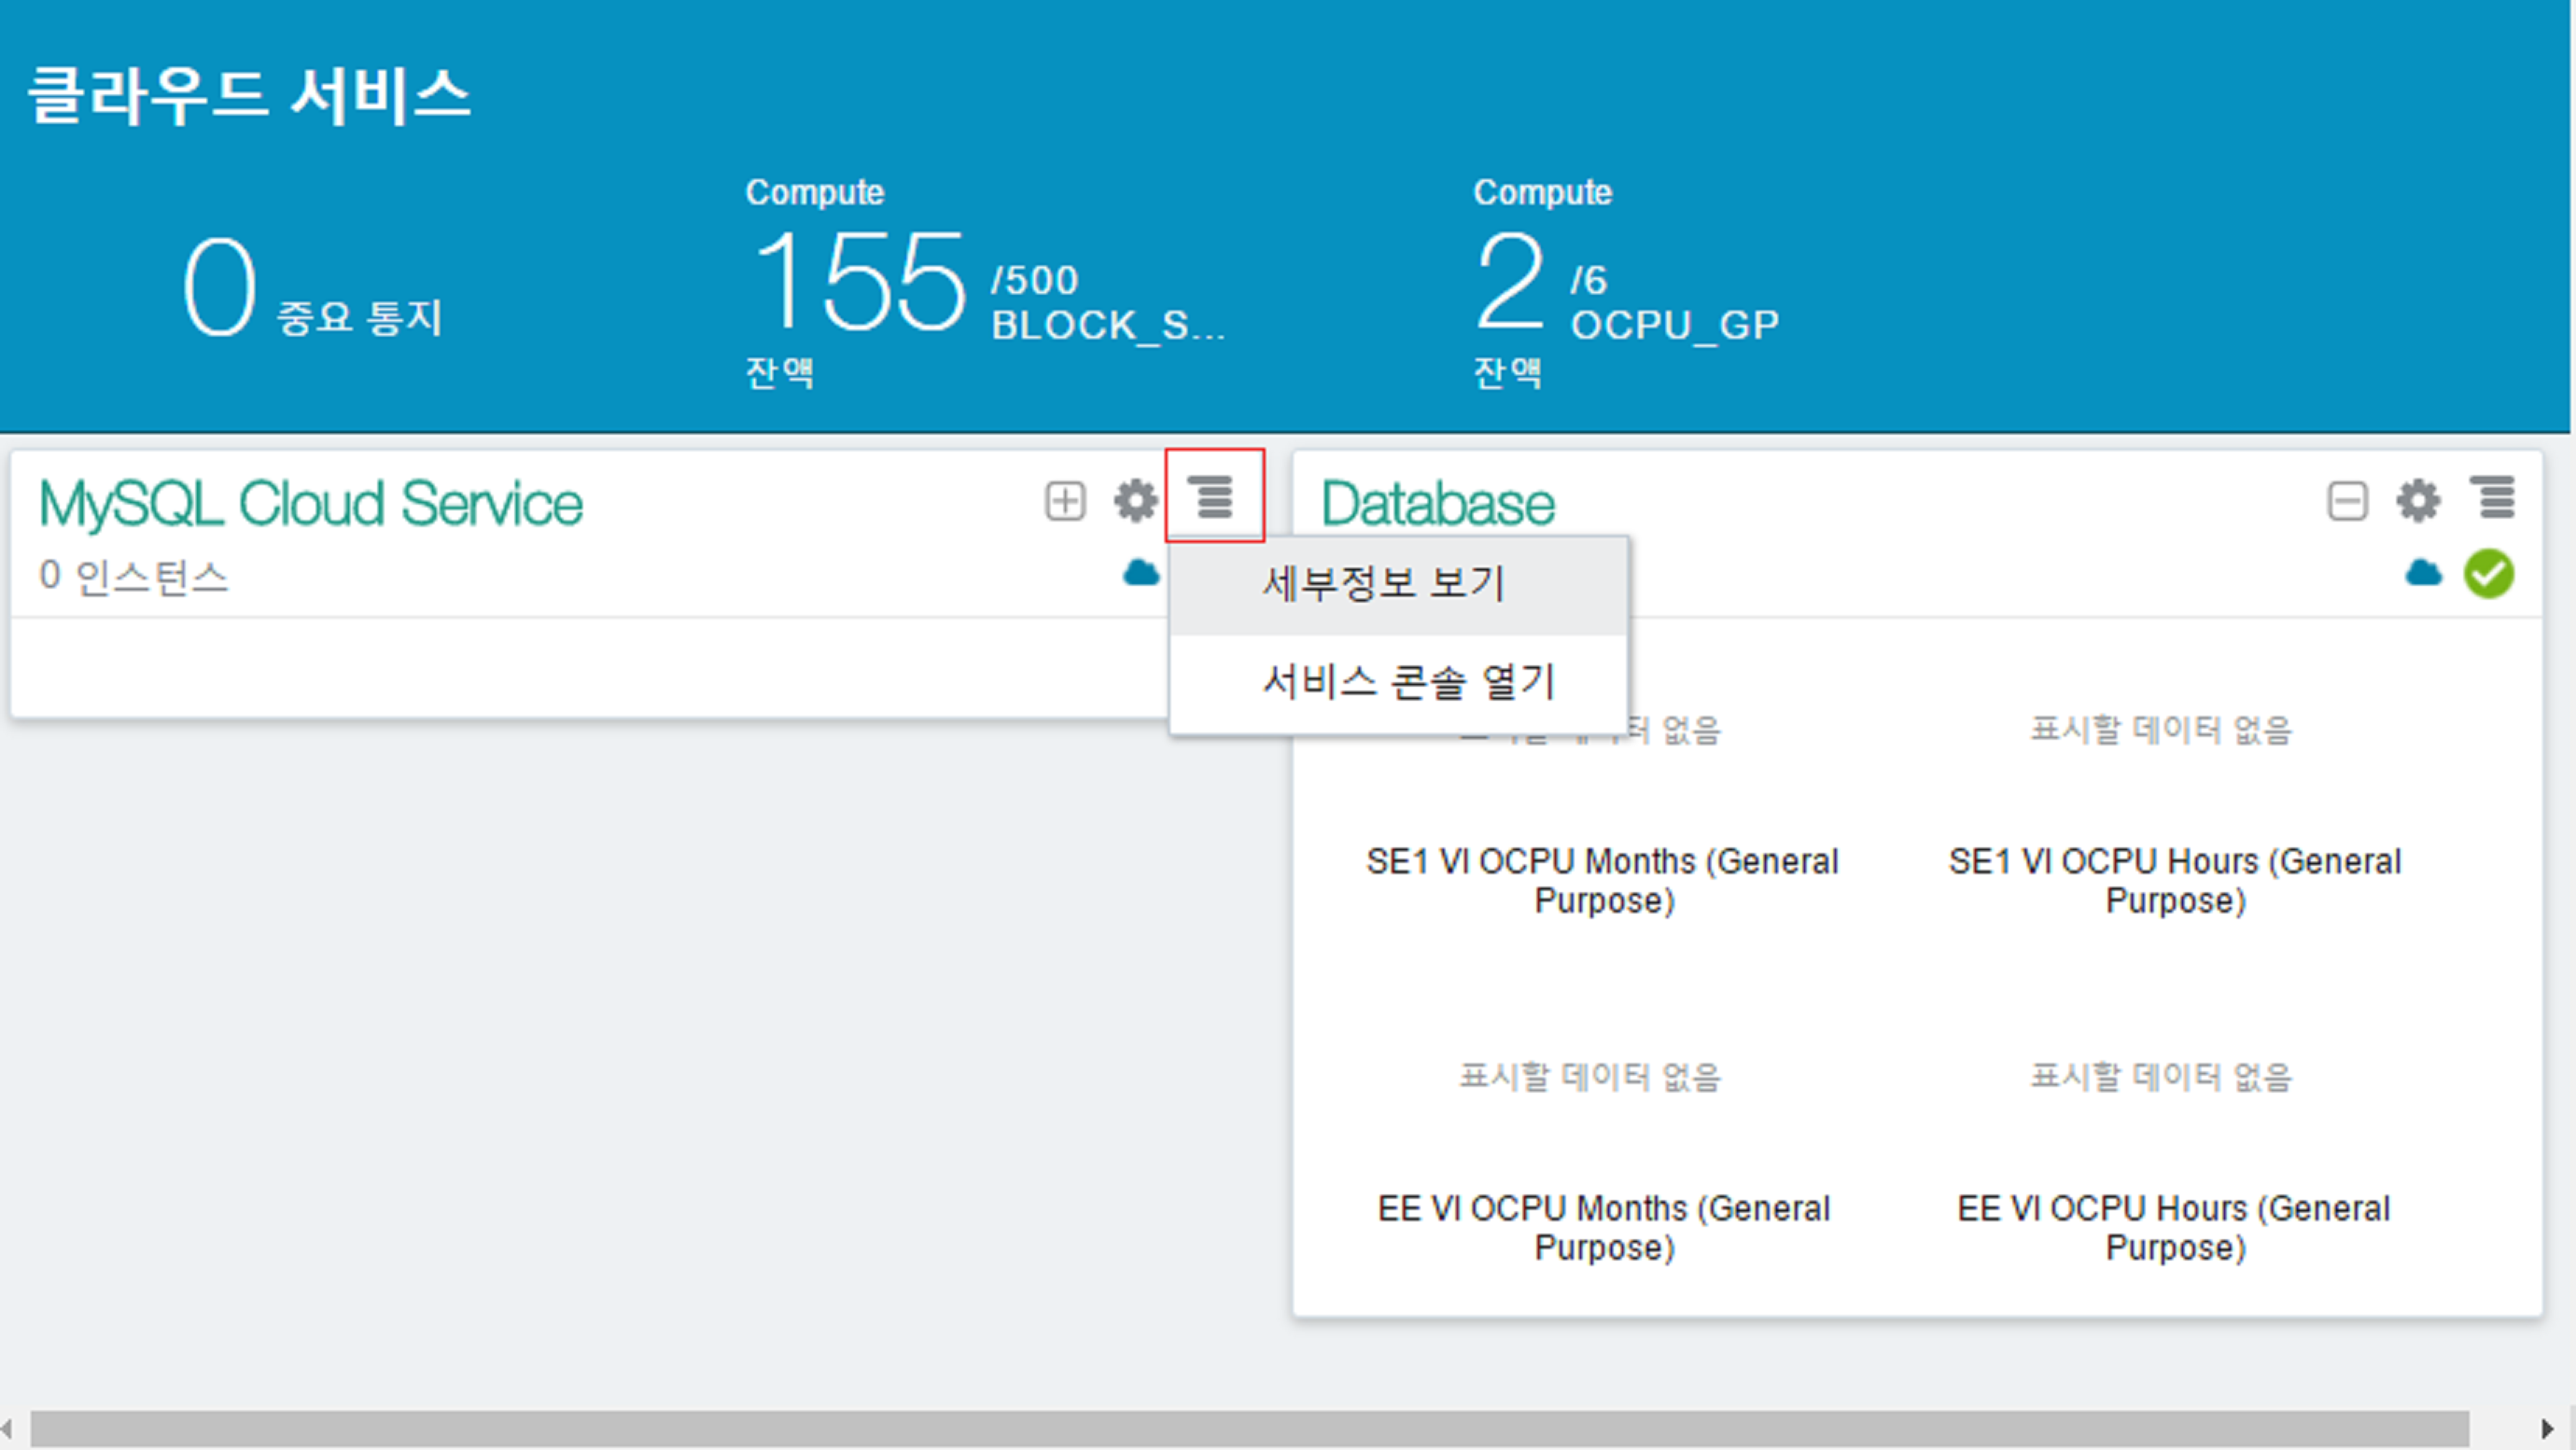 클라우드 서비스
0 중요 통지
Compute
155 /500
BLOCK_S...
잔액
Compute
2 /6
OCPU_GP
잔액
MySQL Cloud Service
0 인스턴스
세부정보 보기
서비스 콘솔 열기
Database
없음
표시할 데이터 없음
SE1 VI OCPU Months (General
Purpose)
SE1 VI OCPU Hours (General
Purpose)
표시할 데이터 없음
표시할 데이터 없음
EE VI OCPU Months (General
Purpose)
EE VI OCPU Hours (General
Purpose)